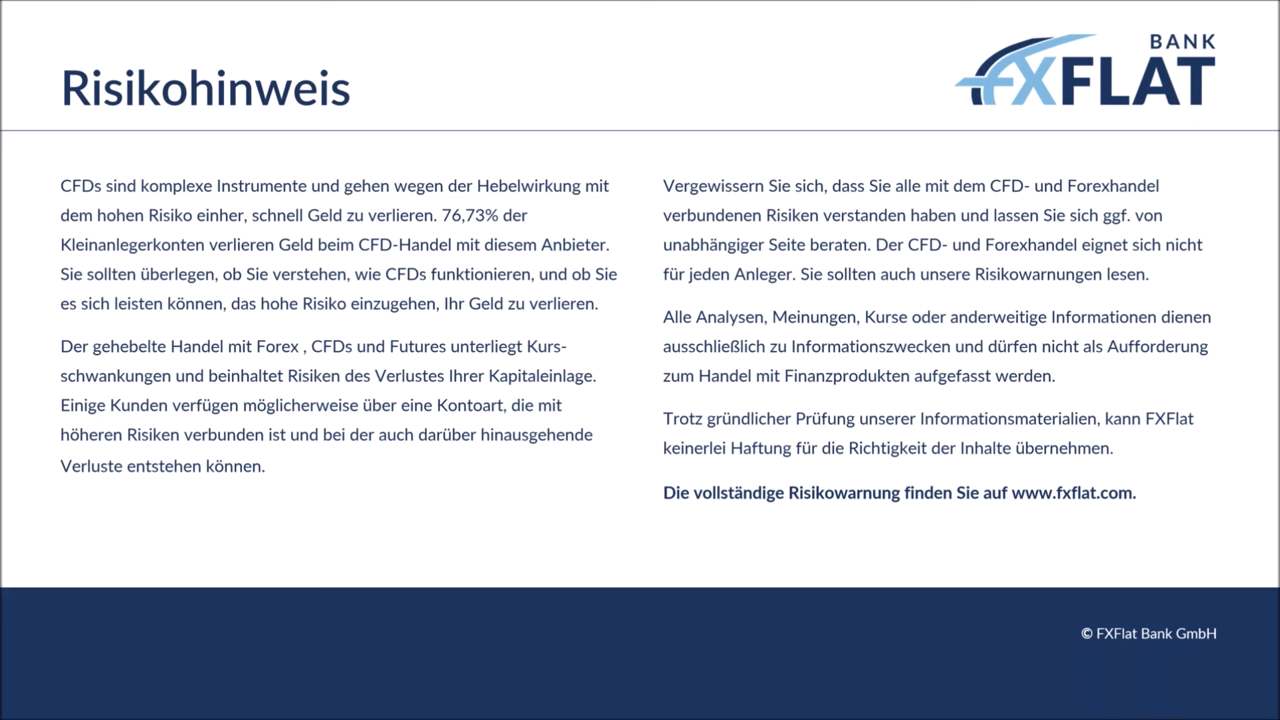 Risikohinweis
BANK
FXFLAT
CFDs sind komplexe Instrumente und gehen wegen der Hebelwirkung mit
dem hohen Risiko einher, schnell Geld zu verlieren. 76,73% der
Kleinanlegerkonten verlieren Geld beim CFD-Handel mit diesem Anbieter.
Sie sollten überlegen, ob Sie verstehen, wie CFDs funktionieren, und ob Sie
es sich leisten können, das hohe Risiko einzugehen, Ihr Geld zu verlieren.
Der gehebelte Handel mit Forex , CFDs und Futures unterliegt Kurs-
schwankungen und beinhaltet Risiken des Verlustes Ihrer Kapitaleinlage.
Einige Kunden verfügen möglicherweise über eine Kontoart, die mit
höheren Risiken verbunden ist und bei der auch darüber hinausgehende
Verluste entstehen können.
Vergewissern Sie sich, dass Sie alle mit dem CFD- und Forexhandel
verbundenen Risiken verstanden haben und lassen Sie sich ggf. von
unabhängiger Seite beraten. Der CFD- und Forexhandel eignet sich nicht
für jeden Anleger. Sie sollten auch unsere Risikowarnungen lesen.
Alle Analysen, Meinungen, Kurse oder anderweitige Informationen dienen
ausschließlich zu Informationszwecken und dürfen nicht als Aufforderung
zum Handel mit Finanzprodukten aufgefasst werden.
Trotz gründlicher Prüfung unserer Informationsmaterialien, kann FXFlat
keinerlei Haftung für die Richtigkeit der Inhalte übernehmen.
Die vollständige Risikowarnung finden Sie auf www.fxflat.com.
© FXFlat Bank GmbH